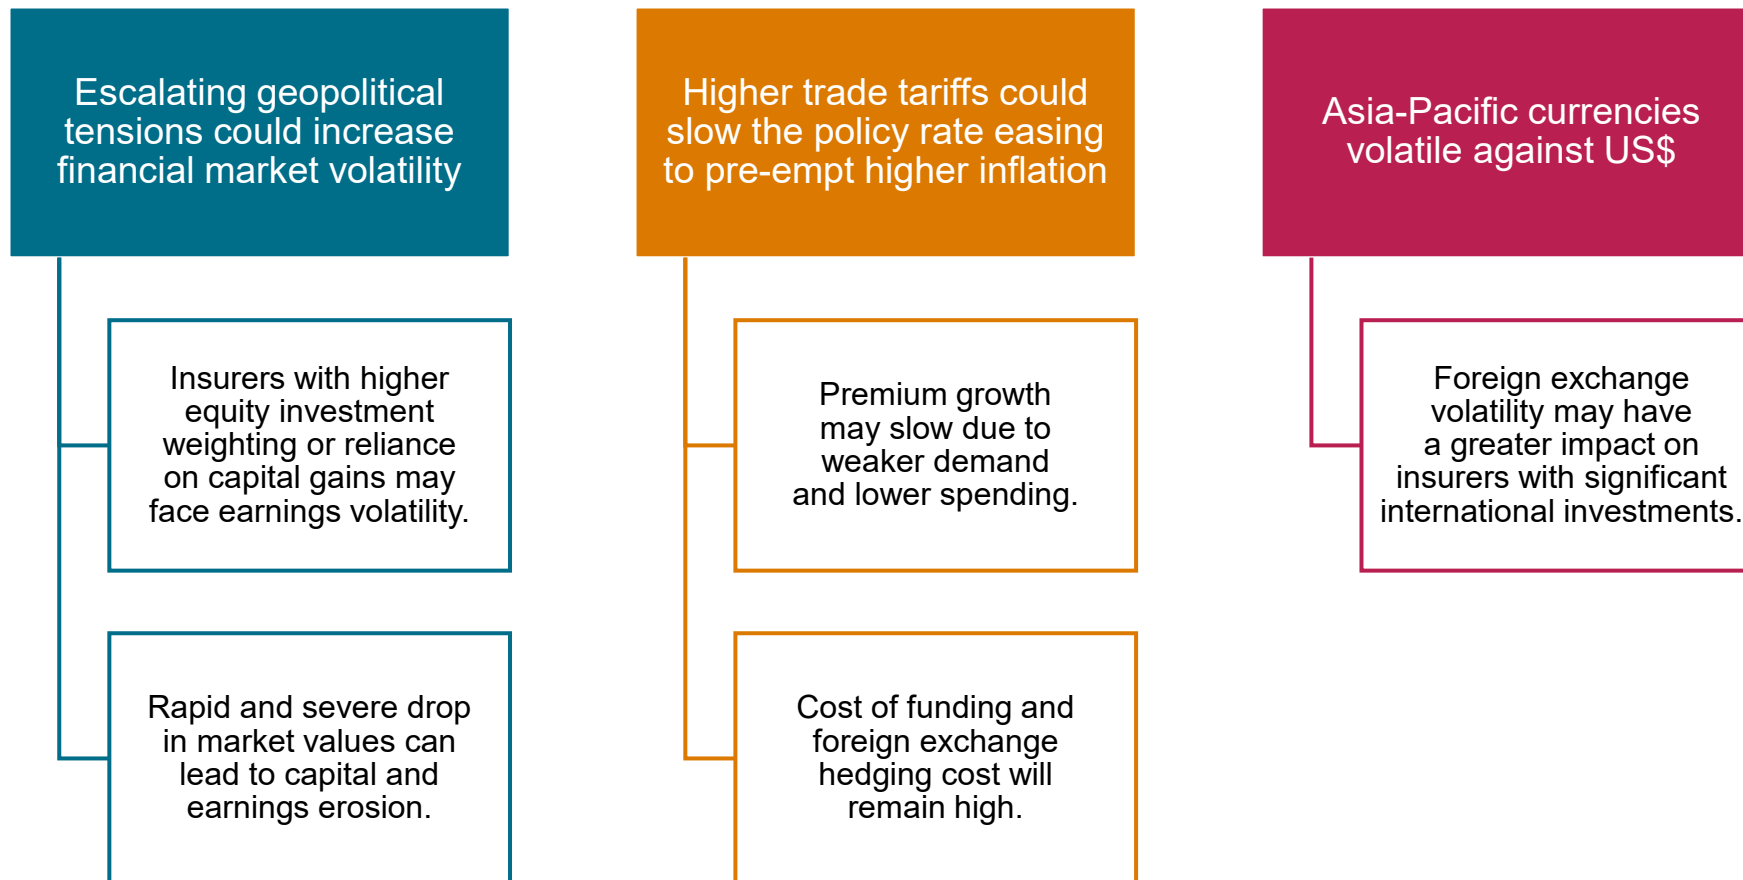 Escalating geopolitical
tensions could increase
financial market volatility
Insurers with higher
equity investment
weighting or reliance
on capital gains may
face earnings volatility.
Rapid and severe drop
in market values can
lead to capital and
earnings erosion.
Higher trade tariffs could
slow the policy rate easing
to pre-empt higher inflation
Premium growth
may slow due to
weaker demand
and lower spending.
Cost of funding and
foreign exchange
hedging cost will
remain high.
Asia-Pacific currencies
volatile against US$
Foreign exchange
volatility may have
a greater impact on
insurers with significant
international investments.